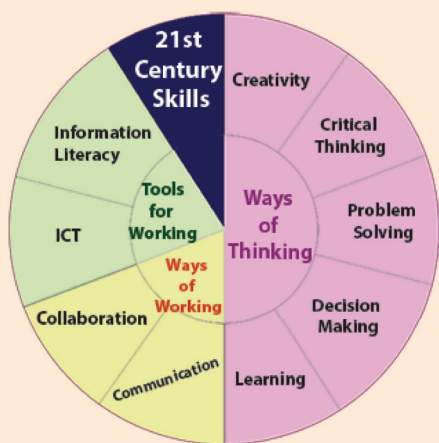 21st
Century
Skills
Creativity
Critical
Thinking
Problem
Solving
Decision
Making
Learning
Ways
of
Thinking
Communication
Collaboration
Ways
of
Working
ICT
Information
Literacy
Tools
for
Working